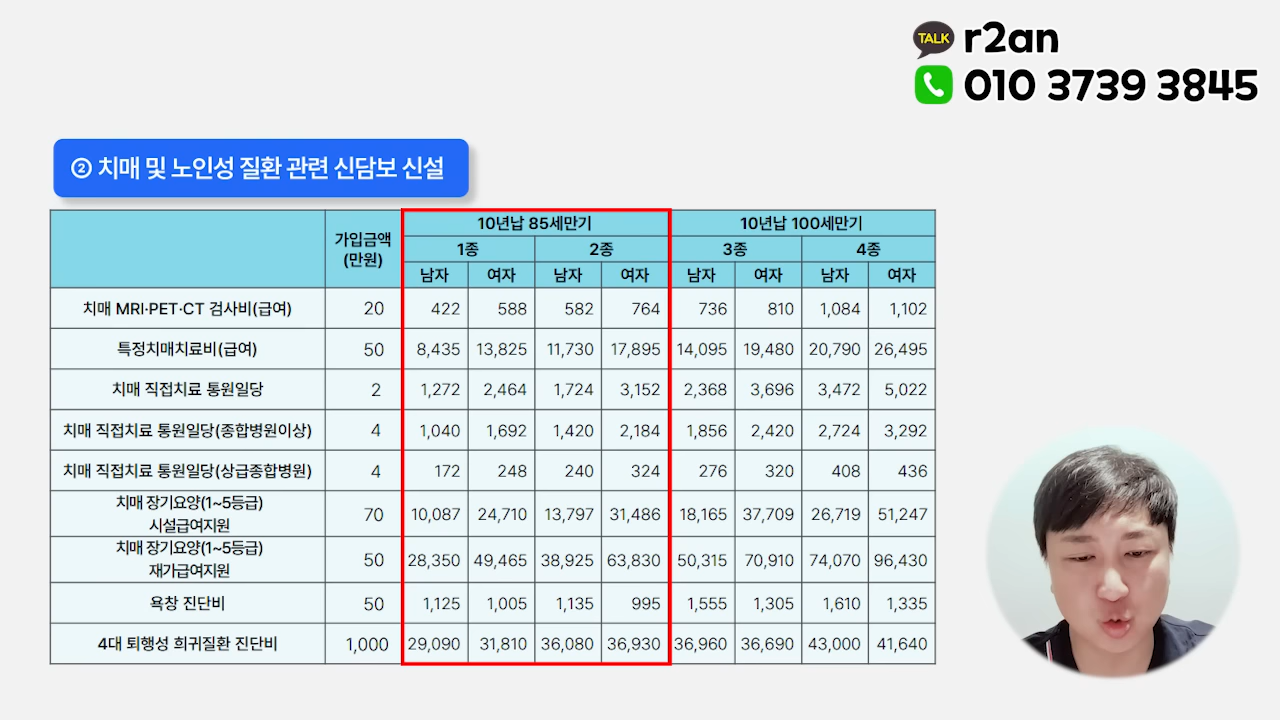 TALK r2an
010 3739 3845
② 치매 및 노인성 질환 관련 신담보 신설
가입금액 (만원) 10년납 85세만기 10년납 100세만기
1종 2종 3종 4종
남자 여자 남자 여자 남자 여자 남자 여자
치매 MRI·PET·CT 검사비(급여) 20 422 588 582 764 736 810 1,084 1,102
특정치매치료비(급여) 50 8,435 13,825 11,730 17,895 14,095 19,480 20,790 26,495
치매 직접치료 통원일당 2 1,272 2,464 1,724 3,152 2,368 3,696 3,472 5,022
치매 직접치료 통원일당(종합병원이상) 4 1,040 1,692 1,420 2,184 1,856 2,420 2,724 3,292
치매 직접치료 통원일당(상급종합병원) 4 172 248 240 324 276 320 408 436
치매 장기요양(1~5등급)
시설급여지원 70 10,087 24,710 13,797 31,486 18,165 37,709 26,719 51,247
치매 장기요양(1~5등급)
재가급여지원 50 28,350 49,465 38,925 63,830 50,315 70,910 74,070 96,430
욕창 진단비 50 1,125 1,005 1,135 995 1,555 1,305 1,610 1,335
4대 퇴행성 희귀질환 진단비 1,000 29,090 31,810 36,080 36,930 36,960 36,690 43,000 41,640